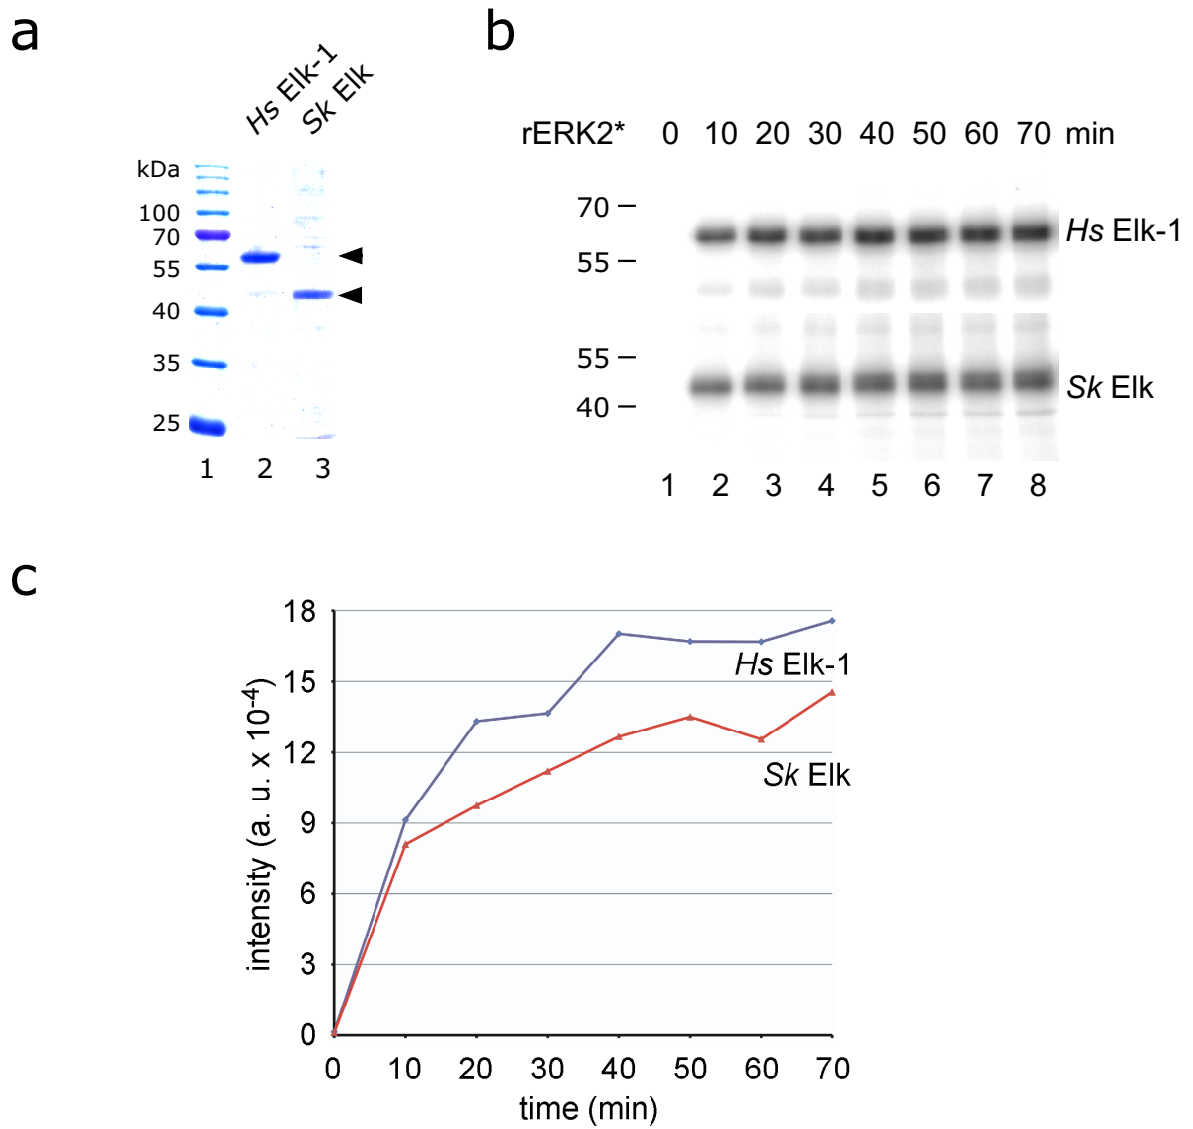 a
Hs Elk-1
Sk Elk
kDa
100
70
55
40
35
25
1 2 3
b
rERK2* 0 10 20 30 40 50 60 70 min
70
Hs Elk-1
55
55
Sk Elk
40
1 2 3 4 5 6 7 8
c
18
15
12
9
6
3
0
intensity (a. u. x 10-4)
Hs Elk-1
Sk Elk
0 10 20 30 40 50 60 70
time (min)